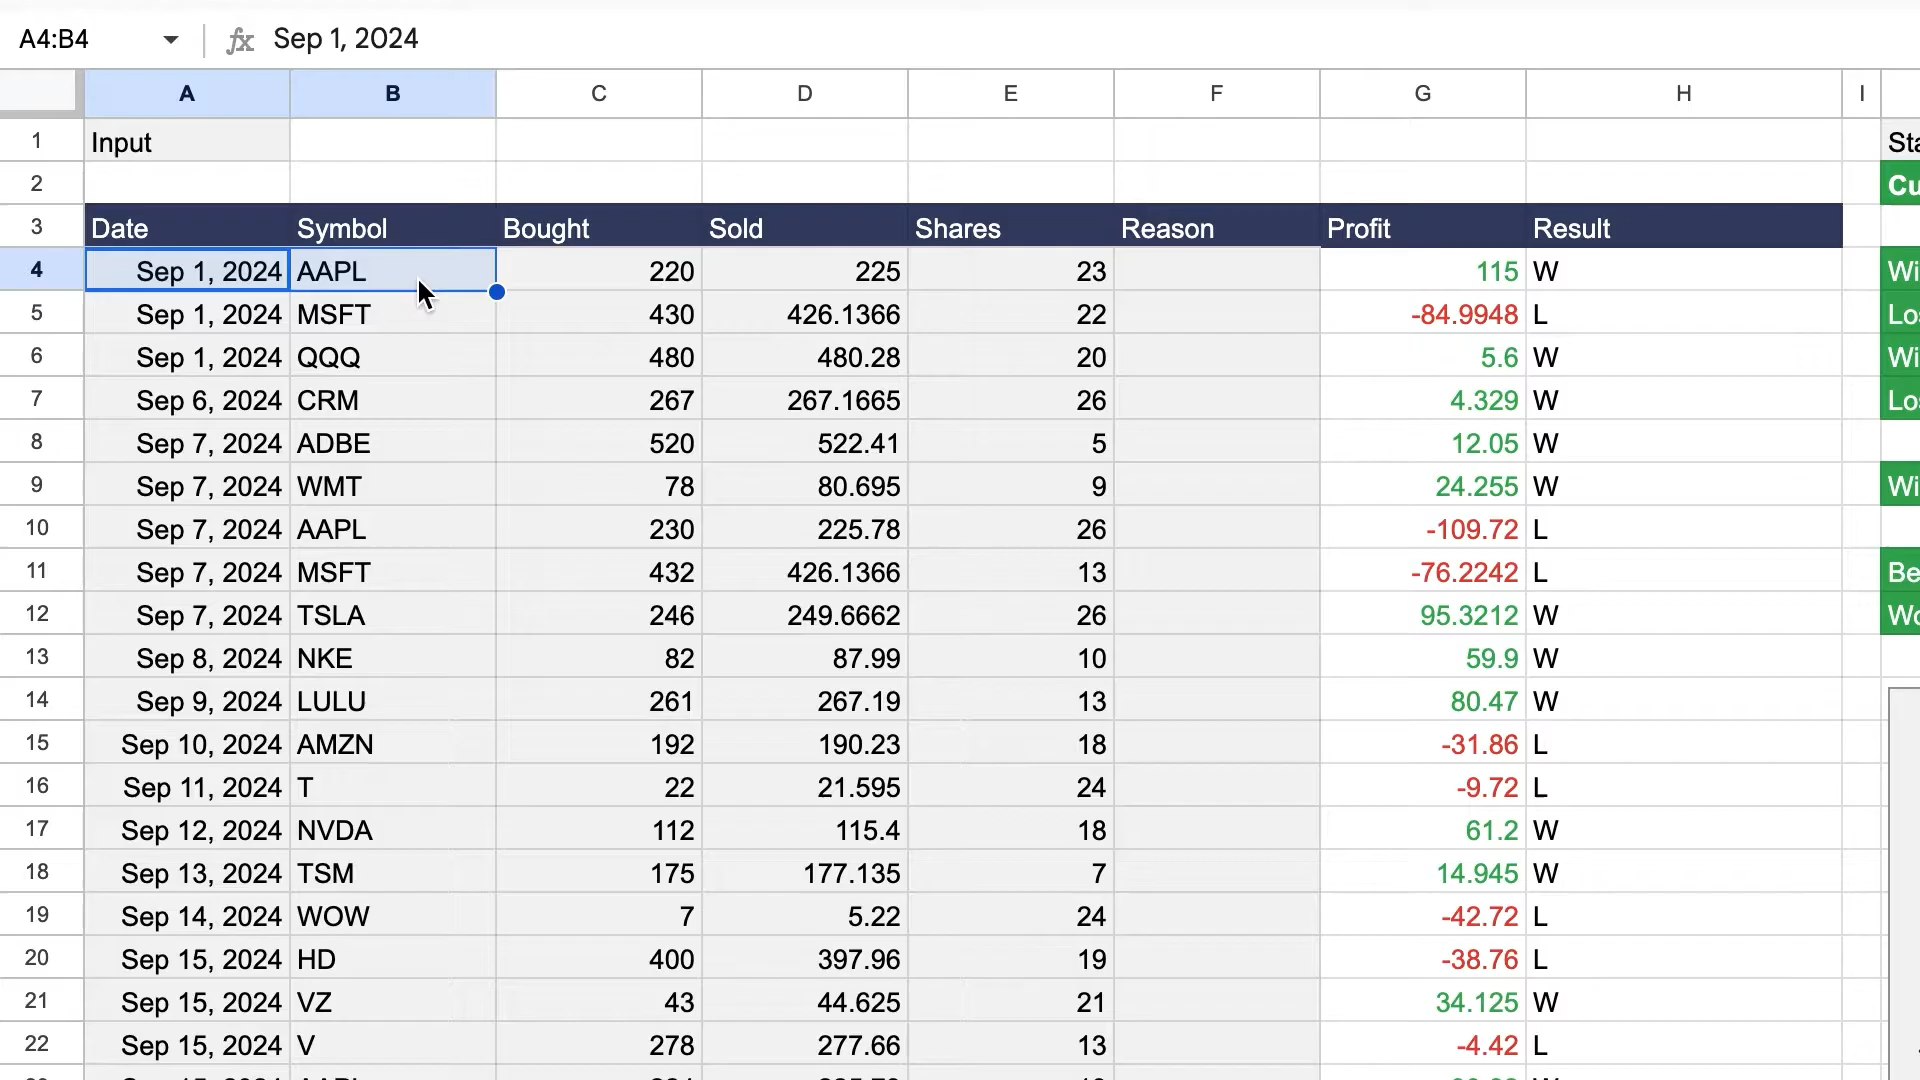 A4:B4 fx Sep 1, 2024
A B C D E F G H I
1 Input Sta
2 Cu
3 Date Symbol Bought Sold Shares Reason Profit Result
4 Sep 1, 2024 AAPL 220 225 23 115 W Wi
5 Sep 1, 2024 MSFT 430 426.1366 22 -84.9948 L Los
6 Sep 1, 2024 QQQ 480 480.28 20 5.6 W Wi
7 Sep 6, 2024 CRM 267 267.1665 26 4.329 W Los
8 Sep 7, 2024 ADBE 520 522.41 5 12.05 W
9 Sep 7, 2024 WMT 78 80.695 9 24.255 W Wi
10 Sep 7, 2024 AAPL 230 225.78 26 -109.72 L
11 Sep 7, 2024 MSFT 432 426.1366 13 -76.2242 L Be
12 Sep 7, 2024 TSLA 246 249.6662 26 95.3212 W Wo
13 Sep 8, 2024 NKE 82 87.99 10 59.9 W
14 Sep 9, 2024 LULU 261 267.19 13 80.47 W
15 Sep 10, 2024 AMZN 192 190.23 18 -31.86 L
16 Sep 11, 2024 T 22 21.595 24 -9.72 L
17 Sep 12, 2024 NVDA 112 115.4 18 61.2 W
18 Sep 13, 2024 TSM 175 177.135 7 14.945 W
19 Sep 14, 2024 WOW 7 5.22 24 -42.72 L
20 Sep 15, 2024 HD 400 397.96 19 -38.76 L
21 Sep 15, 2024 VZ 43 44.625 21 34.125 W
22 Sep 15, 2024 V 278 277.66 13 -4.42 L